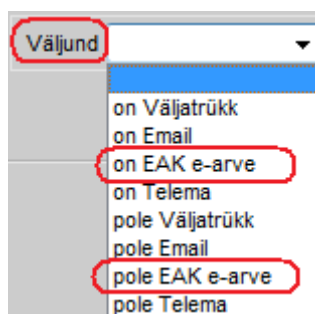 Väljund
on Väljatrükk
on Email
on EAK e-arve
on Telema
pole Väljatrükk
pole Email
pole EAK e-arve
pole Telema